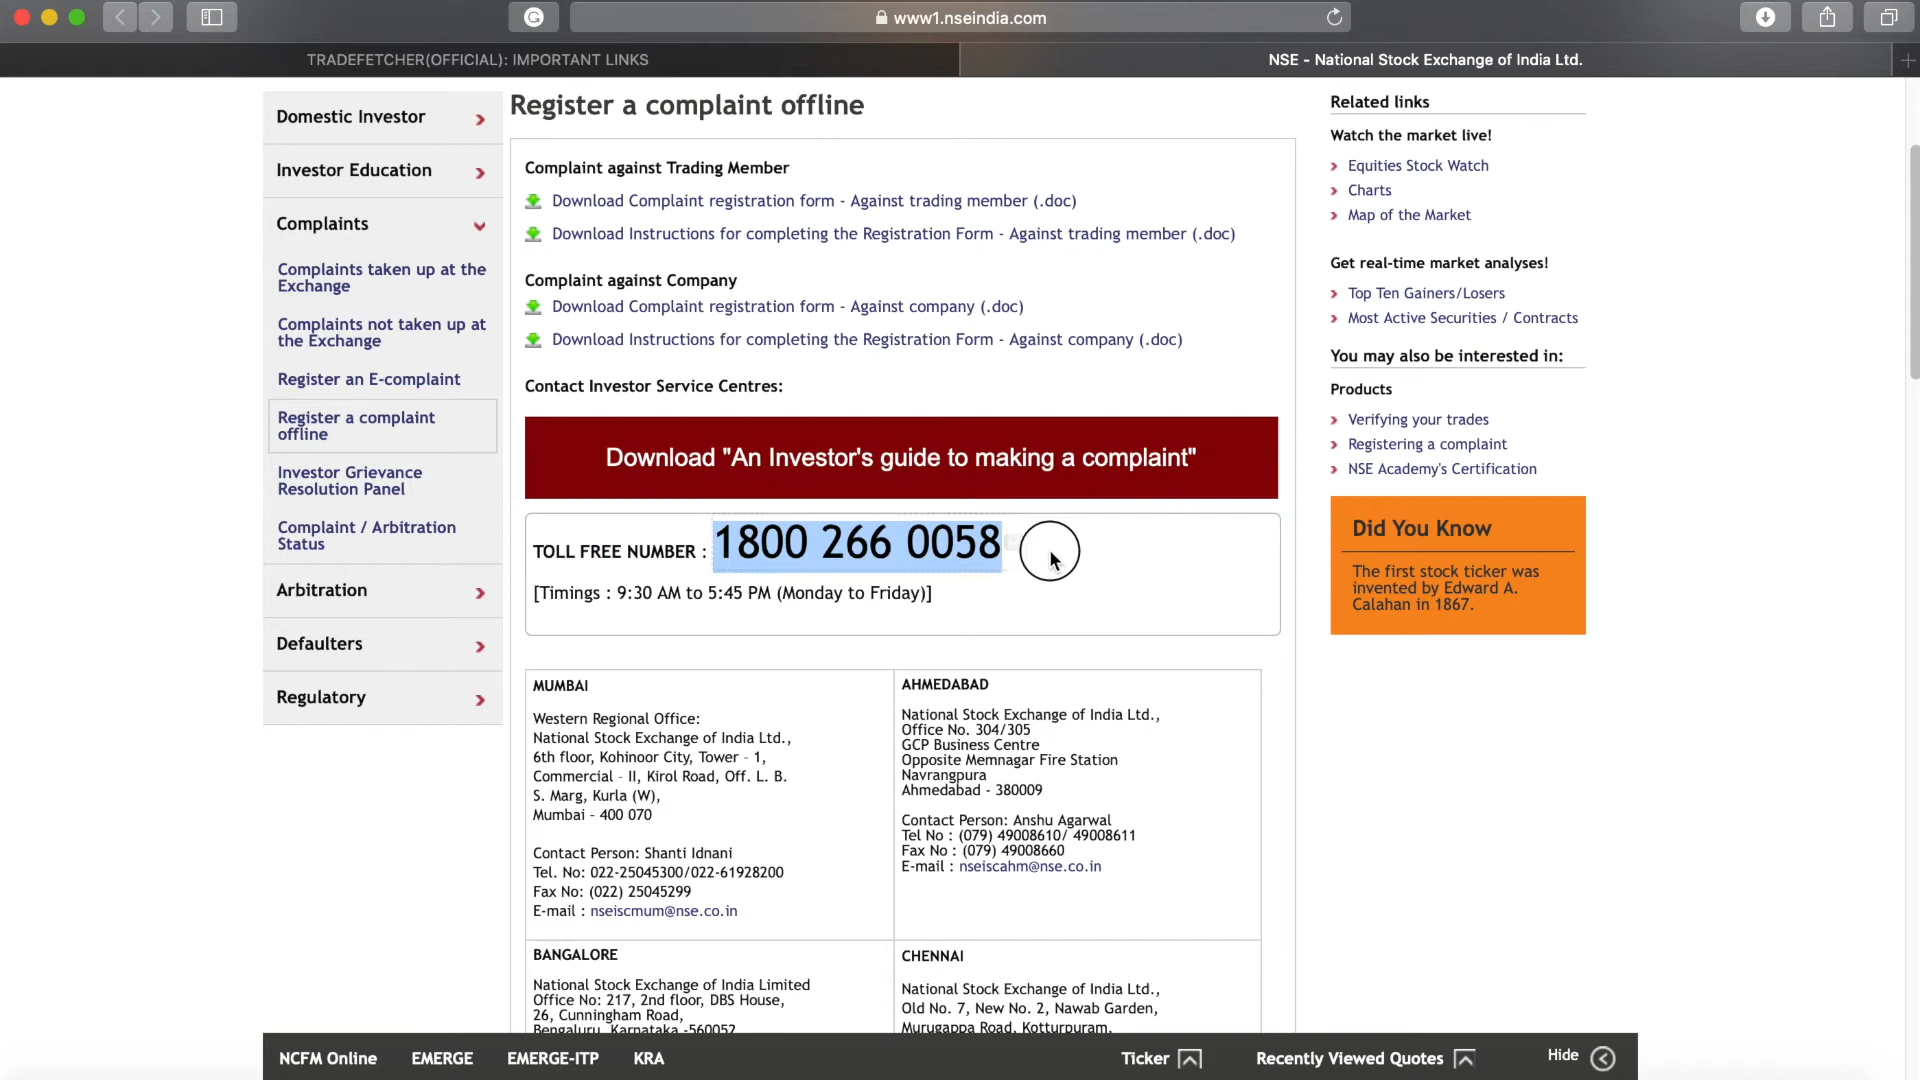 www1.nseindia.com
TRADEFETCHER(OFFICIAL): IMPORTANT LINKS
NSE - National Stock Exchange of India Ltd.
Domestic Investor
Investor Education
Complaints
Complaints taken up at the
Exchange
Complaints not taken up at
the Exchange
Register an E-complaint
Register a complaint
offline
Investor Grievance
Resolution Panel
Complaint / Arbitration
Status
Arbitration
Defaulters
Regulatory
Register a complaint offline
Complaint against Trading Member
Download Complaint registration form - Against trading member (.doc)
Download Instructions for completing the Registration Form - Against trading member (.doc)
Complaint against Company
Download Complaint registration form - Against company (.doc)
Download Instructions for completing the Registration Form - Against company (.doc)
Contact Investor Service Centres:
Download "An Investor's guide to making a complaint"
TOLL FREE NUMBER : 1800 266 0058
[Timings : 9:30 AM to 5:45 PM (Monday to Friday)]
MUMBAI
Western Regional Office:
National Stock Exchange of India Ltd.,
6th floor, Kohinoor City, Tower - 1,
Commercial - II, Kirol Road, Off. L. B.
S. Marg, Kurla (W),
Mumbai - 400 070
Contact Person: Shanti Idnani
Tel. No: 022-25045300/022-61928200
Fax No: (022) 25045299
E-mail : nseiscmum@nse.co.in
AHMEDABAD
National Stock Exchange of India Ltd.,
Office No. 304/305
GCP Business Centre
Opposite Memnagar Fire Station
Navrangpura
Ahmedabad - 380009
Contact Person: Anshu Agarwal
Tel No : (079) 49008610/ 49008611
Fax No : (079) 49008660
E-mail : nseiscahm@nse.co.in
BANGALORE
National Stock Exchange of India Limited
Office No: 217, 2nd floor, DBS House,
26, Cunningham Road,
Bengaluru, Karnataka -560052
CHENNAI
National Stock Exchange of India Ltd.,
Old No. 7, New No. 2, Nawab Garden,
Murugappa Road, Kotturpuram,
Related links
Watch the market live!
Equities Stock Watch
Charts
Map of the Market
Get real-time market analyses!
Top Ten Gainers/Losers
Most Active Securities / Contracts
You may also be interested in:
Products
Verifying your trades
Registering a complaint
NSE Academy's Certification
Did You Know
The first stock ticker was
invented by Edward A.
Calahan in 1867.
NCFM Online
EMERGE
EMERGE-ITP
KRA
Ticker
Recently Viewed Quotes
Hide